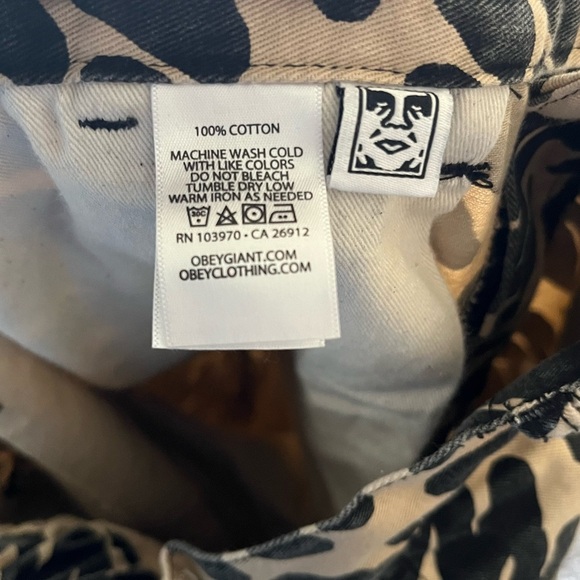 100% COTTON
MACHINE WASH COLD
WITH LIKE COLORS
DO NOT BLEACH
TUMBLE DRY LOW
WARM IRON AS NEEDED
30C
RN 103970 • CA 26912
OBEYGIANT.COM
OBEYCLOTHING.COM